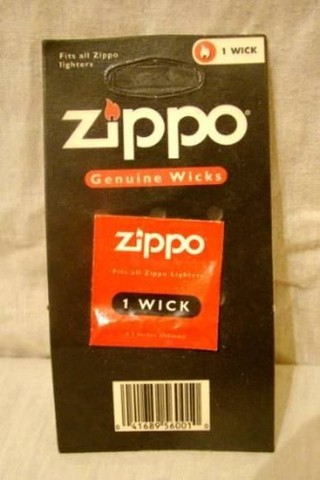 Fits all Zippo
lighters
1 WICK
zippo®
Genuine Wicks
zippo
Fits all Zippo Lighters
1 WICK
0 41689 56001 0